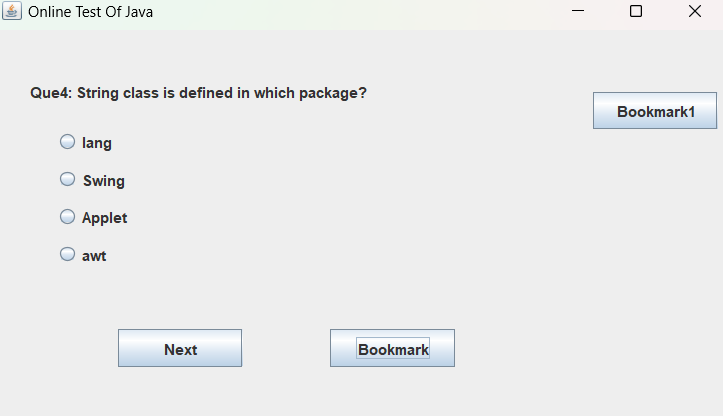 Online Test Of Java
Que4: String class is defined in which package?
Bookmark1
lang
Swing
Applet
awt
Next
Bookmark